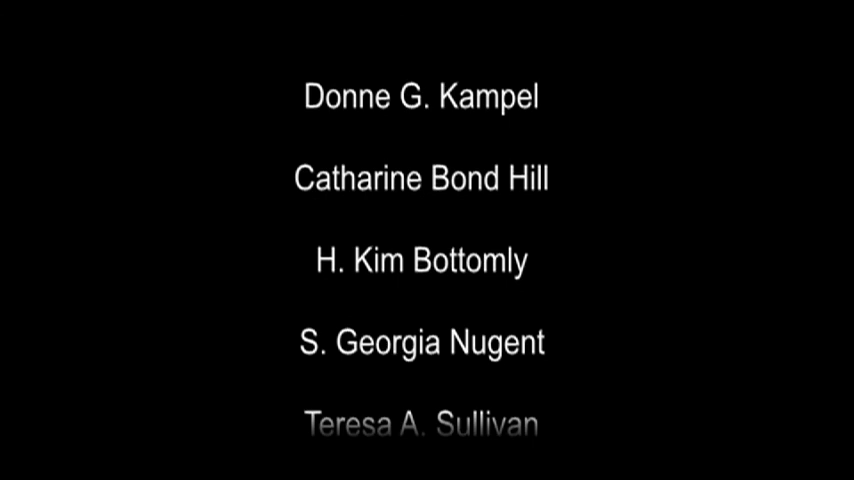 Donne G. Kampel
Catharine Bond Hill
H. Kim Bottomly
S. Georgia Nugent
Teresa A. Sullivan